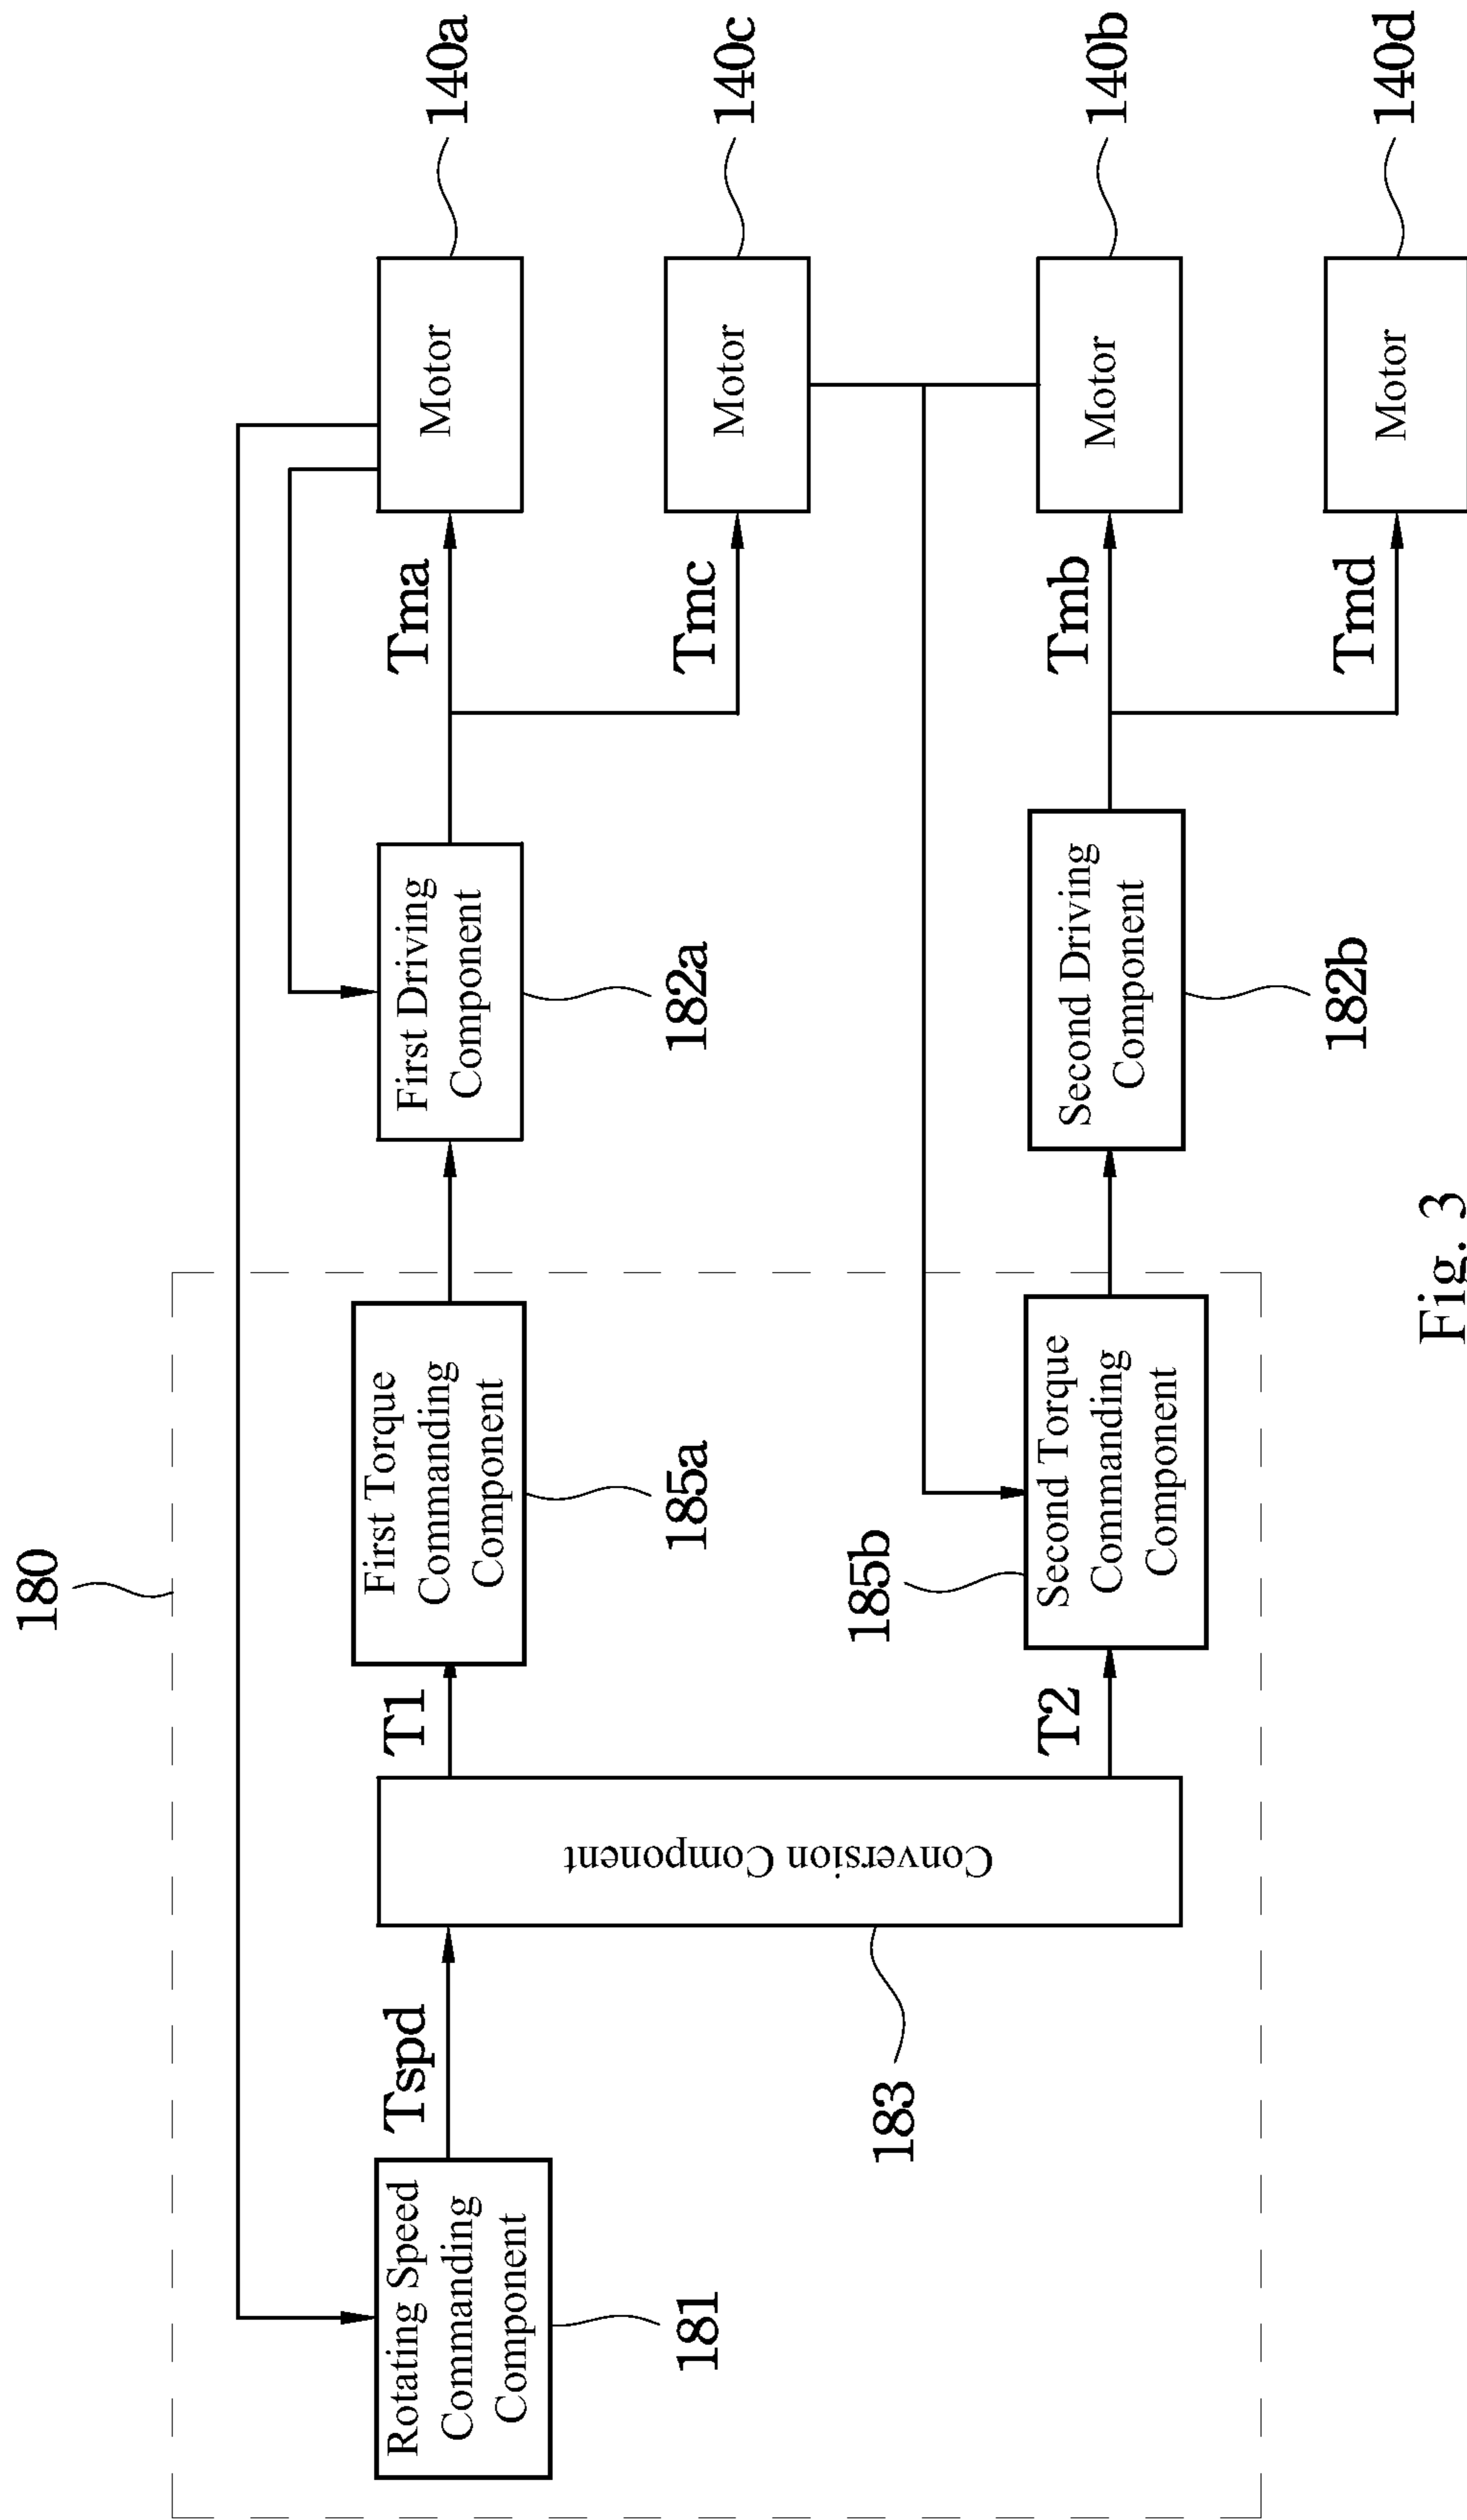 180
Rotating Speed
Commanding
Component
181
Tspd
Conversion Component
183
T1
T2
First Torque
Commanding
Component
185a
185b
Second Torque
Commanding
Component
First Driving
Component
182a
Second Driving
Component
182b
Tma
Tmc
Tmb
Tmd
Motor
140a
Motor
140c
Motor
140b
Motor
140d
Fig. 3